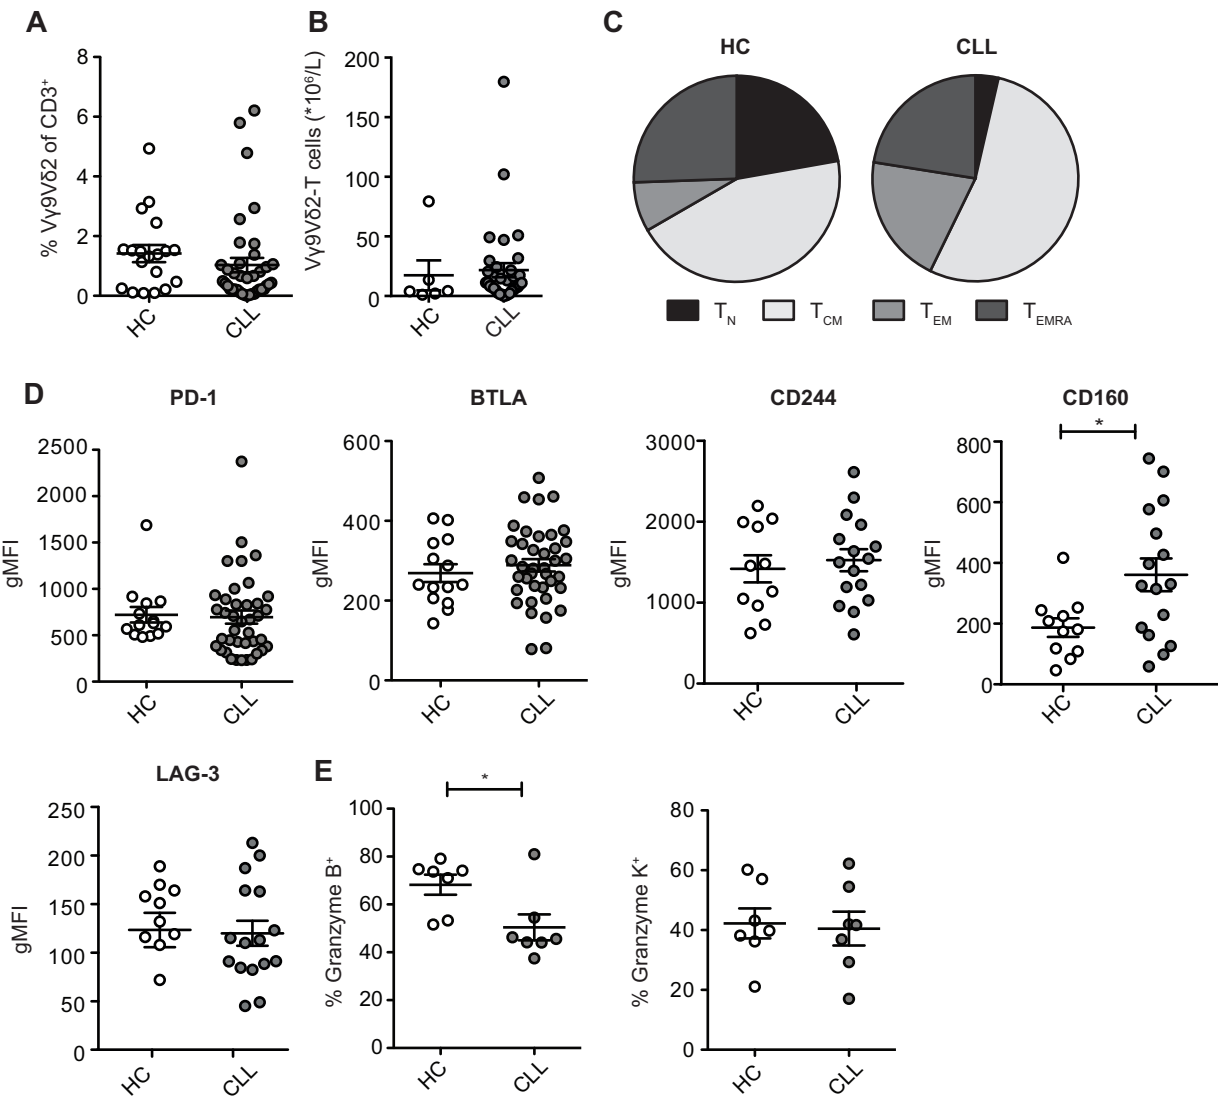 A
% Vγ9Vδ2 of CD3⁺
8
6
4
2
0
HC
CLL
B
Vγ9Vδ2-T cells (*10⁶/L)
200
150
100
50
0
HC
CLL
C
HC
CLL
T_N
T_CM
T_EM
T_EMRA
D
PD-1
gMFI
2500
2000
1500
1000
500
0
HC
CLL
BTLA
gMFI
600
400
200
0
HC
CLL
CD244
gMFI
3000
2000
1000
0
HC
CLL
CD160
*
gMFI
800
600
400
200
0
HC
CLL
LAG-3
gMFI
250
200
150
100
50
0
HC
CLL
E
*
% Granzyme B⁺
100
80
60
40
20
0
HC
CLL
% Granzyme K⁺
80
60
40
20
0
HC
CLL